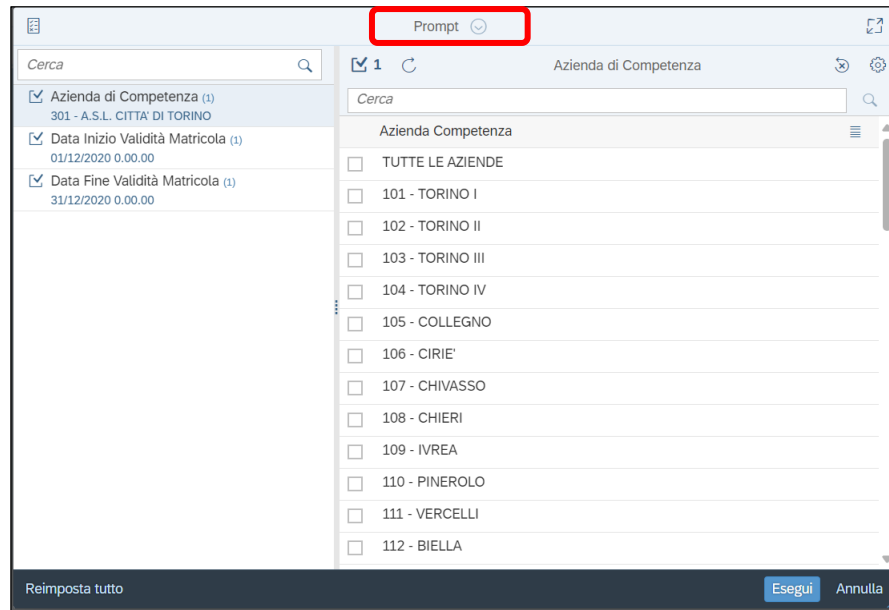 Prompt
Cerca
Azienda di Competenza (1)
301 - A.S.L. CITTA' DI TORINO
Data Inizio Validità Matricola (1)
01/12/2020 0.00.00
Data Fine Validità Matricola (1)
31/12/2020 0.00.00
1 Azienda di Competenza
Cerca
Azienda Competenza
TUTTE LE AZIENDE
101 - TORINO I
102 - TORINO II
103 - TORINO III
104 - TORINO IV
105 - COLLEGNO
106 - CIRIE'
107 - CHIVASSO
108 - CHIERI
109 - IVREA
110 - PINEROLO
111 - VERCELLI
112 - BIELLA
Reimposta tutto Esegui Annulla